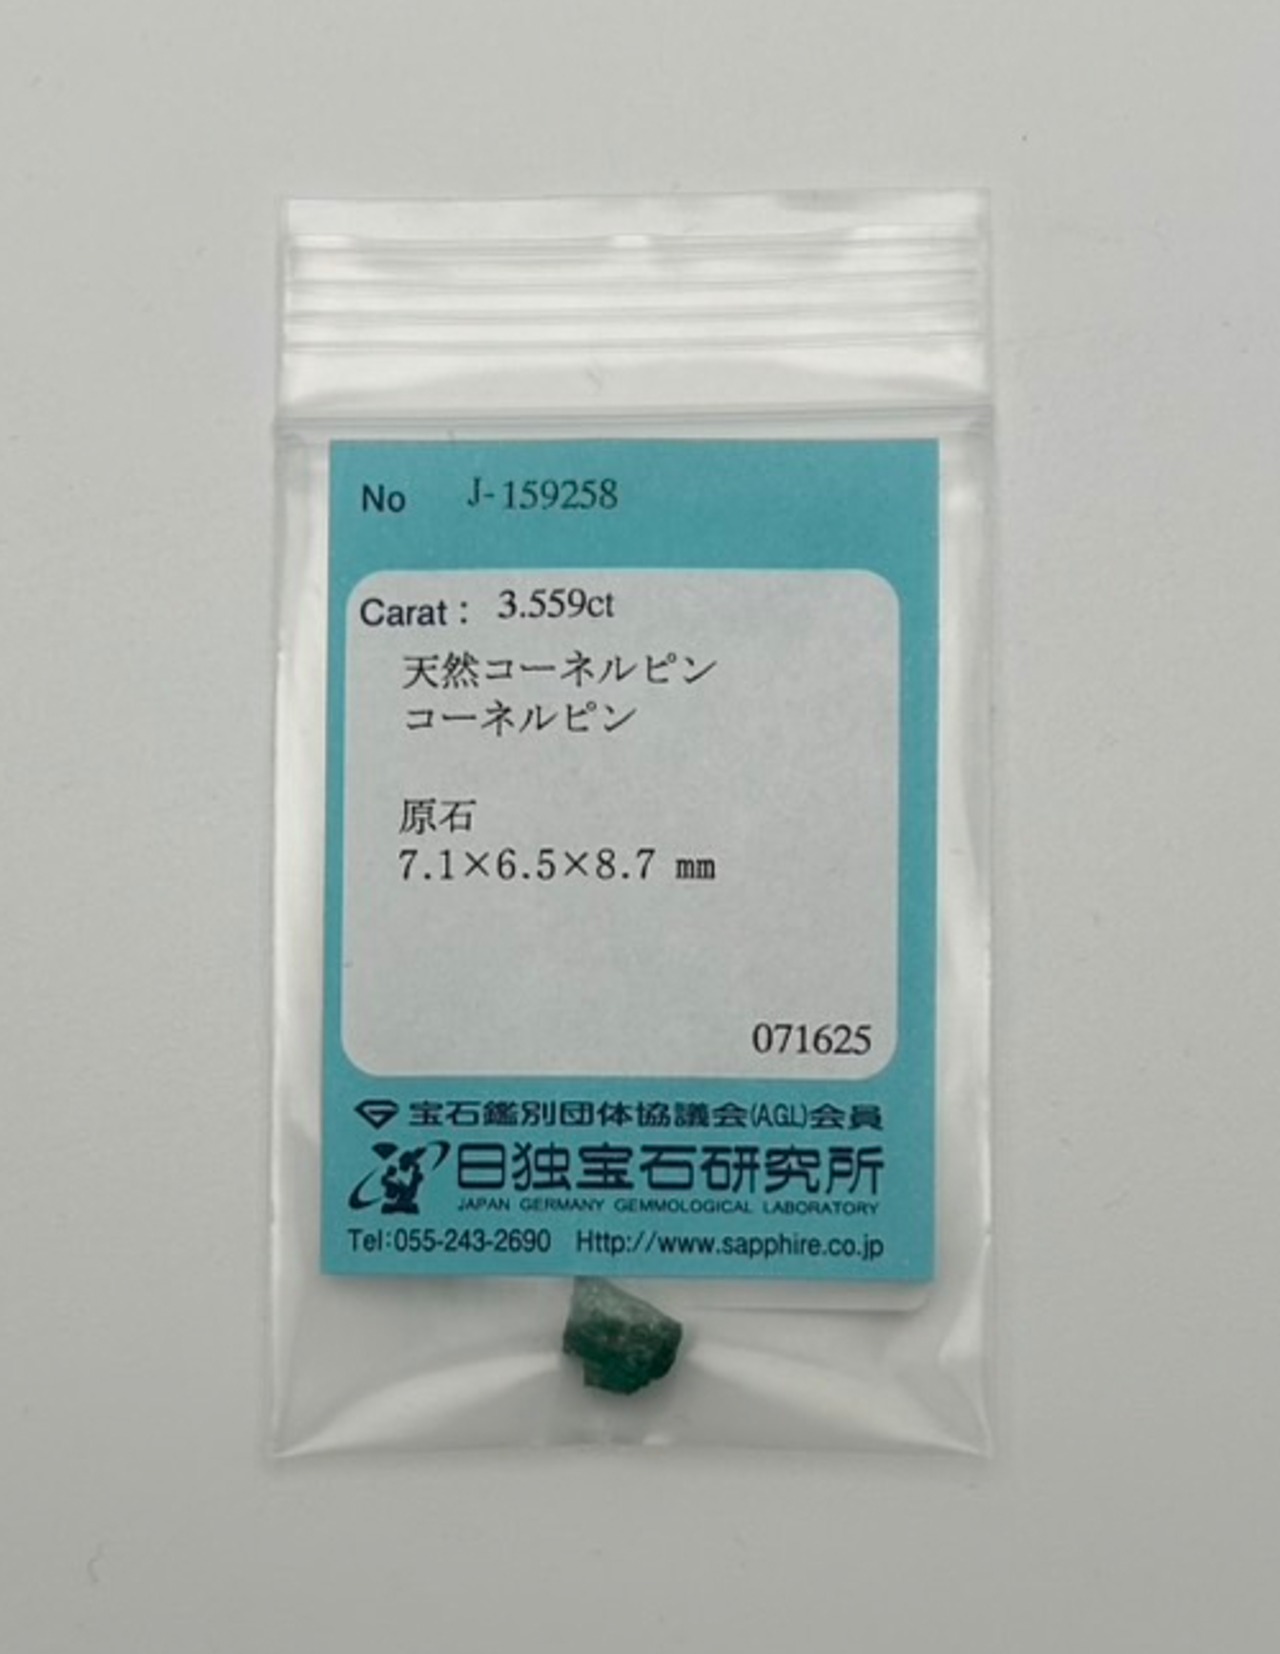 No J-159258
Carat : 3.559ct
天然コーネルピン
コーネルピン
原石
7.1×6.5×8.7 mm
071625
宝石鑑別団体協議会(AGL)会員
日独宝石研究所
JAPAN GERMANY GEMMOLOGICAL LABORATORY
Tel:055-243-2690 Http://www.sapphire.co.jp